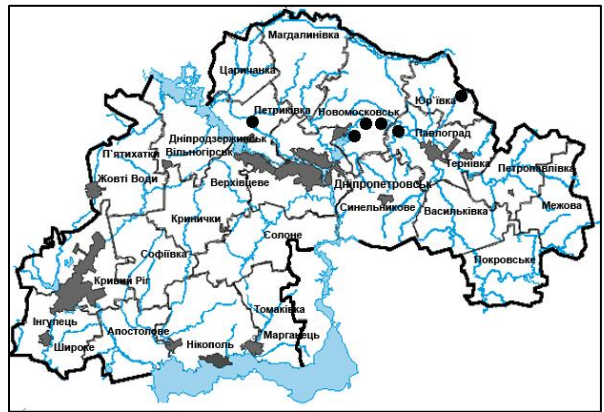 Магдалинівка
Царичанка
Юр'ївка
Петриківка
Новомосковськ
Дніпродзержинськ
Павлоград
П'ятихатки
Вільногірськ
Тернівка
Петропавлівка
Жовті Води
Верхівцеве
Дніпропетровськ
Синельникове
Васильківка
Межова
Кринички
Солоне
Софіївка
Покровське
Кривий Ріг
Томаківка
Інгулець
Апостолове
Марганець
Широке
Нікополь